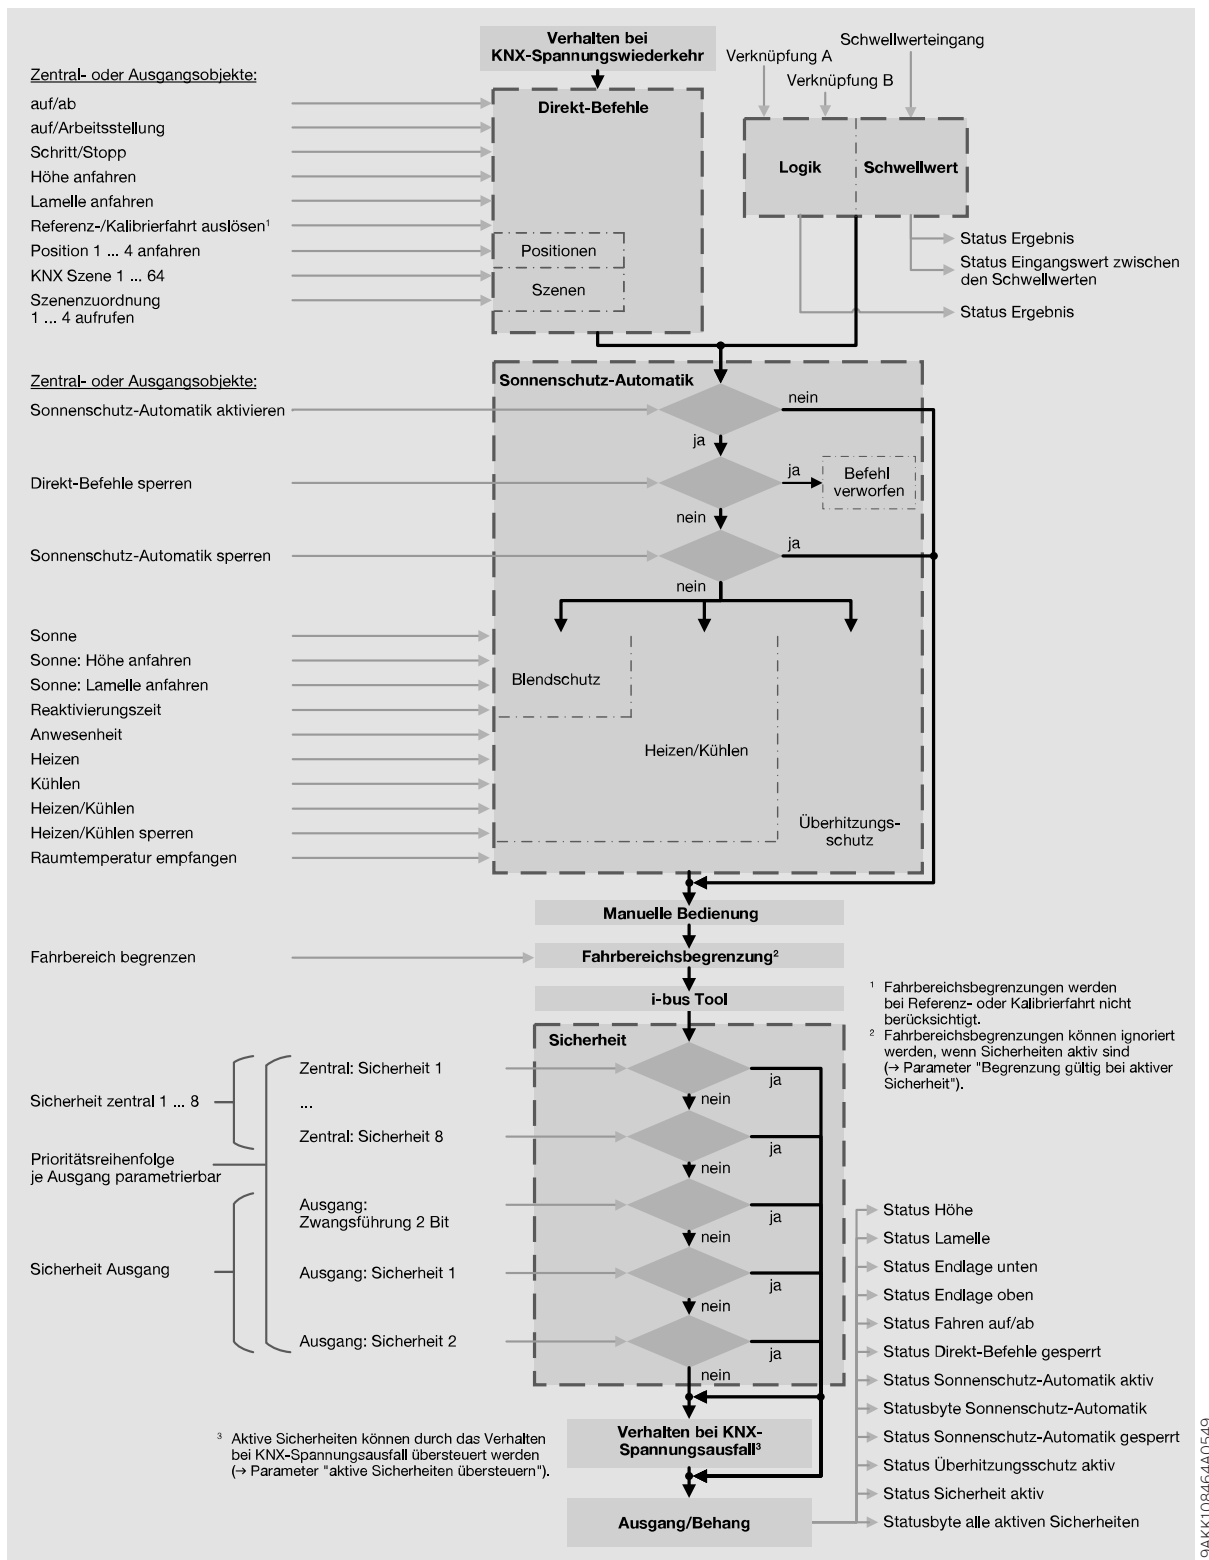 Verhalten bei
KNX-Spannungswiederkehr
Schwellwerteingang
Verknüpfung A
Verknüpfung B
Zentral- oder Ausgangsobjekte:
auf/ab
auf/Arbeitsstellung
Schritt/Stopp
Höhe anfahren
Lamelle anfahren
Referenz-/Kalibrierfahrt auslösen¹
Position 1 ... 4 anfahren
KNX Szene 1 ... 64
Szenenzuordnung
1 ... 4 aufrufen
Direkt-Befehle
Positionen
Szenen
Logik
Schwellwert
Status Ergebnis
Status Eingangswert zwischen
den Schwellwerten
Status Ergebnis
Zentral- oder Ausgangsobjekte:
Sonnenschutz-Automatik aktivieren
Direkt-Befehle sperren
Sonnenschutz-Automatik sperren
Sonnenschutz-Automatik
nein
ja
ja
Befehl
verworfen
nein
ja
nein
Sonne
Sonne: Höhe anfahren
Sonne: Lamelle anfahren
Reaktivierungszeit
Anwesenheit
Heizen
Kühlen
Heizen/Kühlen
Heizen/Kühlen sperren
Raumtemperatur empfangen
Blendschutz
Heizen/Kühlen
Überhitzungs-
schutz
Manuelle Bedienung
Fahrbereich begrenzen
Fahrbereichsbegrenzung²
i-bus Tool
¹ Fahrbereichsbegrenzungen werden
bei Referenz- oder Kalibrierfahrt nicht
berücksichtigt.
² Fahrbereichsbegrenzungen können ignoriert
werden, wenn Sicherheiten aktiv sind
(→ Parameter "Begrenzung gültig bei aktiver
Sicherheit").
Sicherheit
Sicherheit zentral 1 ... 8
Prioritätsreihenfolge
je Ausgang parametrierbar
Sicherheit Ausgang
Zentral: Sicherheit 1
...
Zentral: Sicherheit 8
Ausgang:
Zwangsführung 2 Bit
Ausgang: Sicherheit 1
Ausgang: Sicherheit 2
ja
nein
ja
nein
ja
nein
ja
nein
ja
nein
Verhalten bei KNX-
Spannungsausfall³
³ Aktive Sicherheiten können durch das Verhalten
bei KNX-Spannungsausfall übersteuert werden
(→ Parameter "aktive Sicherheiten übersteuern").
Ausgang/Behang
Status Höhe
Status Lamelle
Status Endlage unten
Status Endlage oben
Status Fahren auf/ab
Status Direkt-Befehle gesperrt
Status Sonnenschutz-Automatik aktiv
Statusbyte Sonnenschutz-Automatik
Status Sonnenschutz-Automatik gesperrt
Status Überhitzungsschutz aktiv
Status Sicherheit aktiv
Statusbyte alle aktiven Sicherheiten
9AKK108464A0549